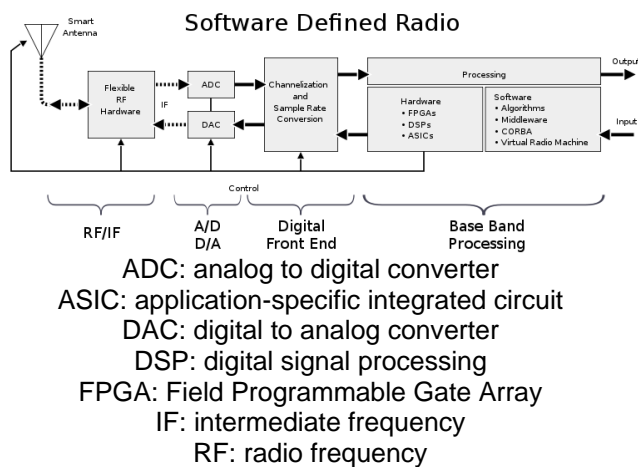 Software Defined Radio
Smart
Antenna
Flexible
RF
Hardware
IF
ADC
DAC
Channelization
and
Sample Rate
Conversion
Processing
Hardware
• FPGAs
• DSPs
• ASICs
Software
• Algorithms
• Middleware
• CORBA
• Virtual Radio Machine
Output
Input
Control
RF/IF
A/D
D/A
Digital
Front End
Base Band
Processing
ADC: analog to digital converter
ASIC: application-specific integrated circuit
DAC: digital to analog converter
DSP: digital signal processing
FPGA: Field Programmable Gate Array
IF: intermediate frequency
RF: radio frequency